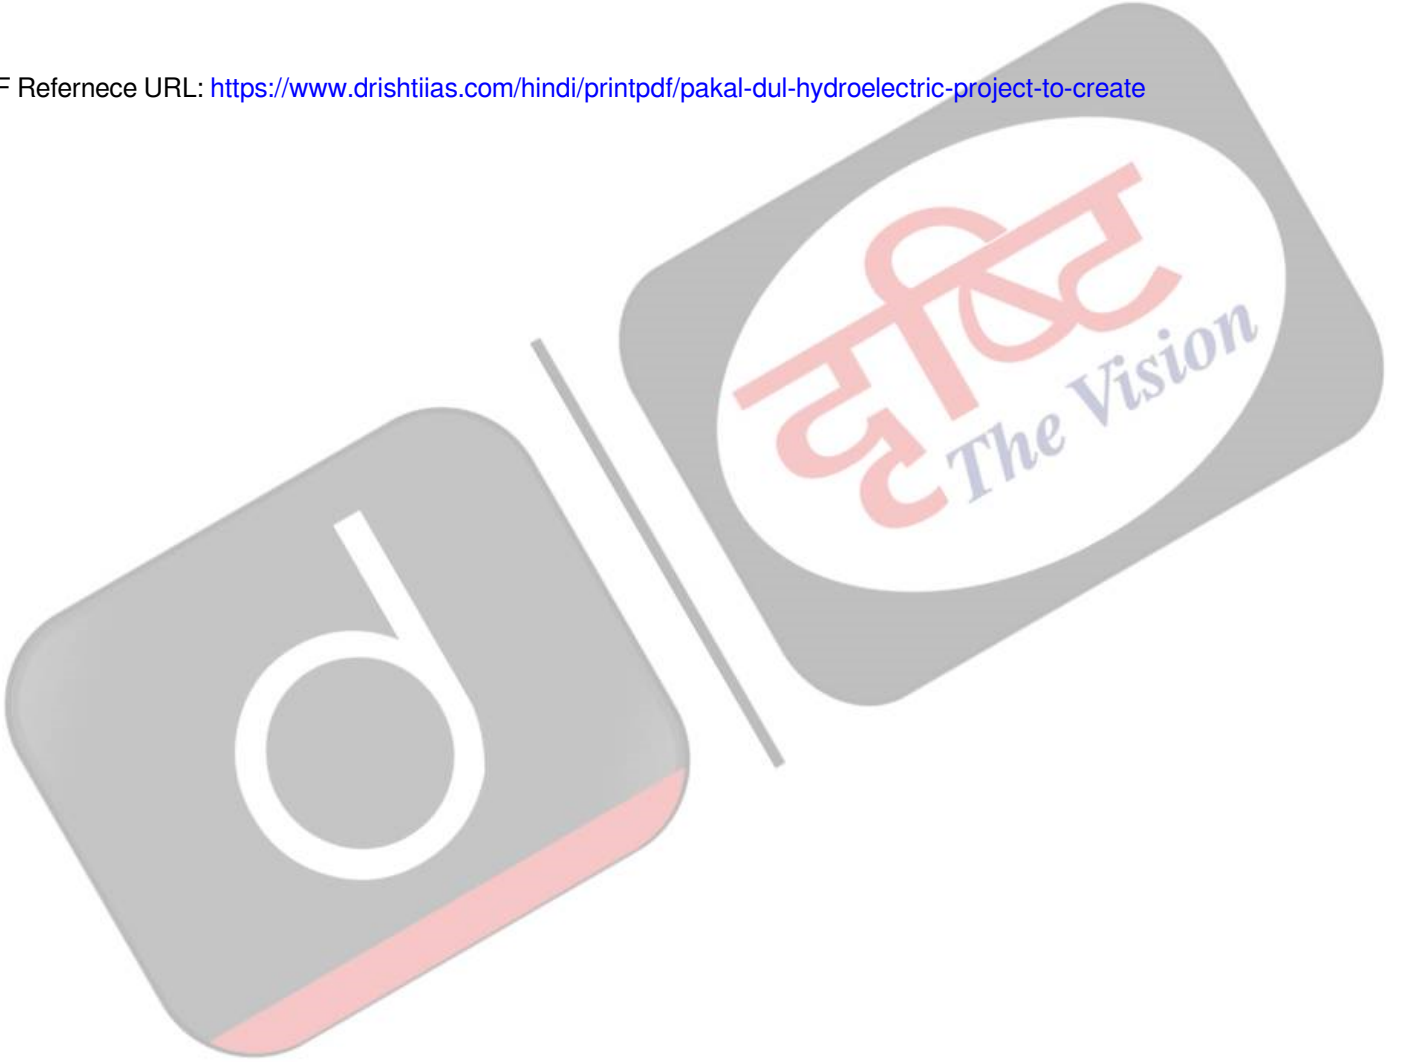 F Refernece URL: https://www.drishtiias.com/hindi/printpdf/pakal-dul-hydroelectric-project-to-create
d
दृष्टि
The Vision